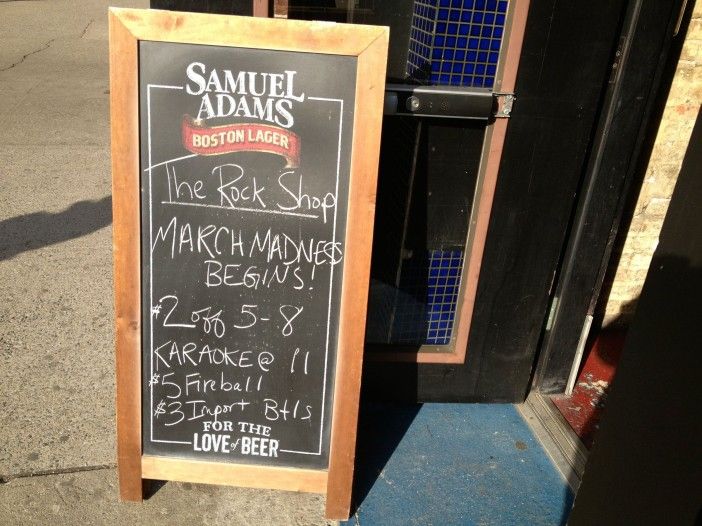 SAMUEL
ADAMS
BOSTON LAGER
The Rock Shop
MARCH MADNESS
BEGINS!
$2 off 5-8
KARAOKE @ 11
$5 Fireball
$3 Import Btls
FOR THE
LOVE of BEER